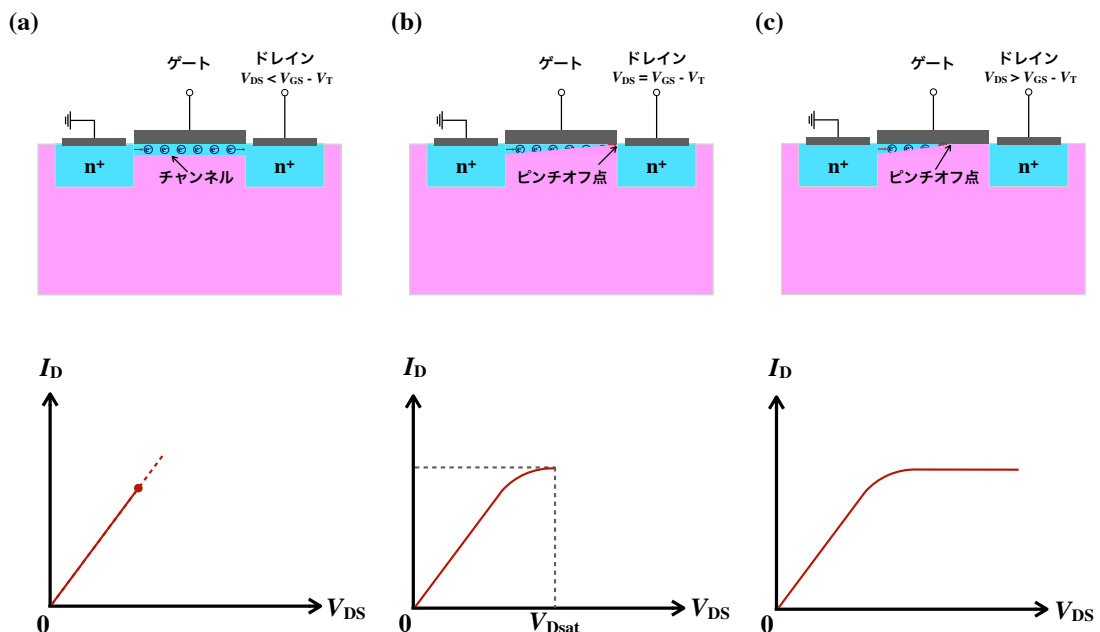 (a)
ゲート
ドレイン
VDS < VGS - VT
n+
n+
チャンネル
(b)
ゲート
ドレイン
VDS = VGS - VT
n+
n+
ピンチオフ点
(c)
ゲート
ドレイン
VDS > VGS - VT
n+
n+
ピンチオフ点
ID
0
VDS
ID
0
VDsat
VDS
ID
0
VDS